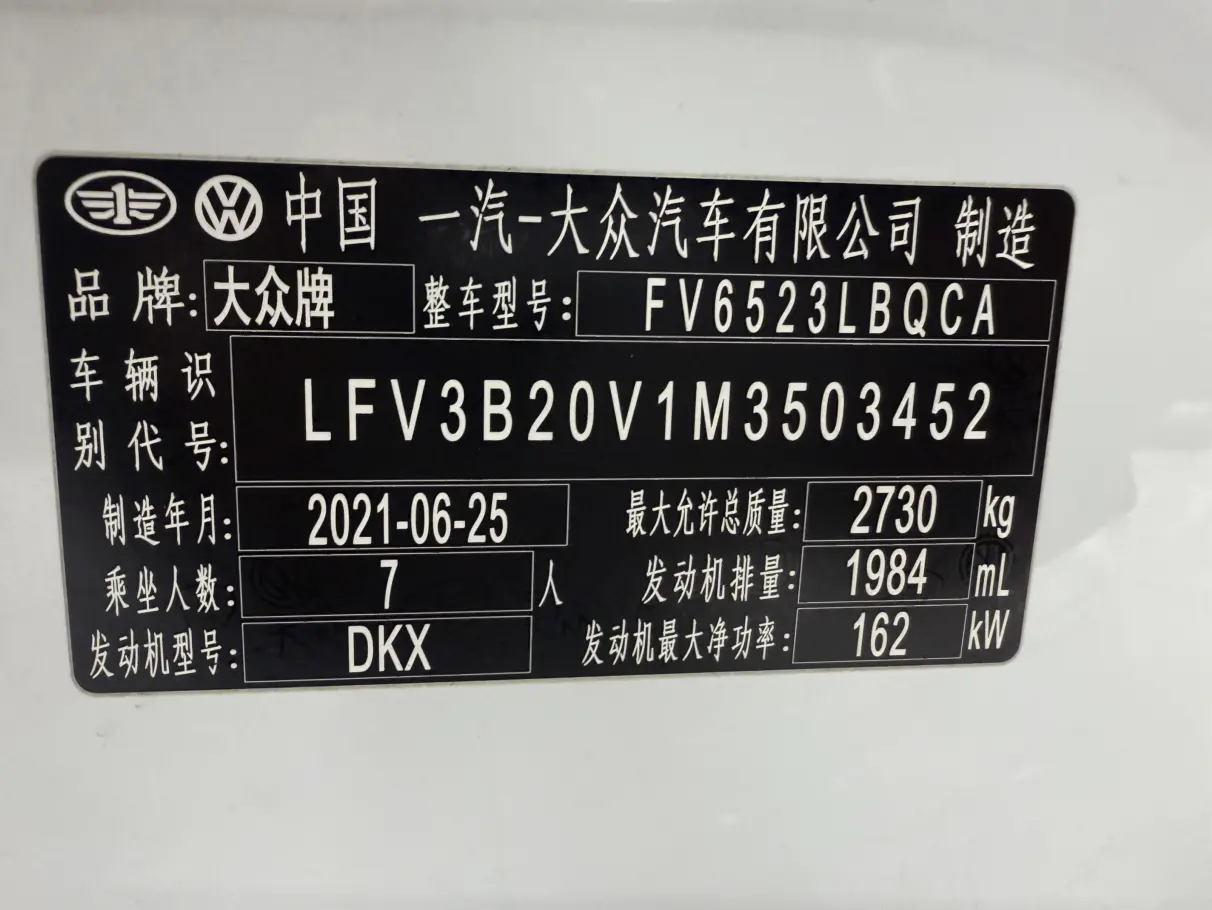 中国 一汽-大众汽车有限公司 制造
品牌: 大众牌 整车型号: FV6523LBQCA
车辆识别代号: LFV3B20V1M3503452
制造年月: 2021-06-25 最大允许总质量: 2730 kg
乘坐人数: 7 人 发动机排量: 1984 mL
发动机型号: DKX 发动机最大净功率: 162 kW